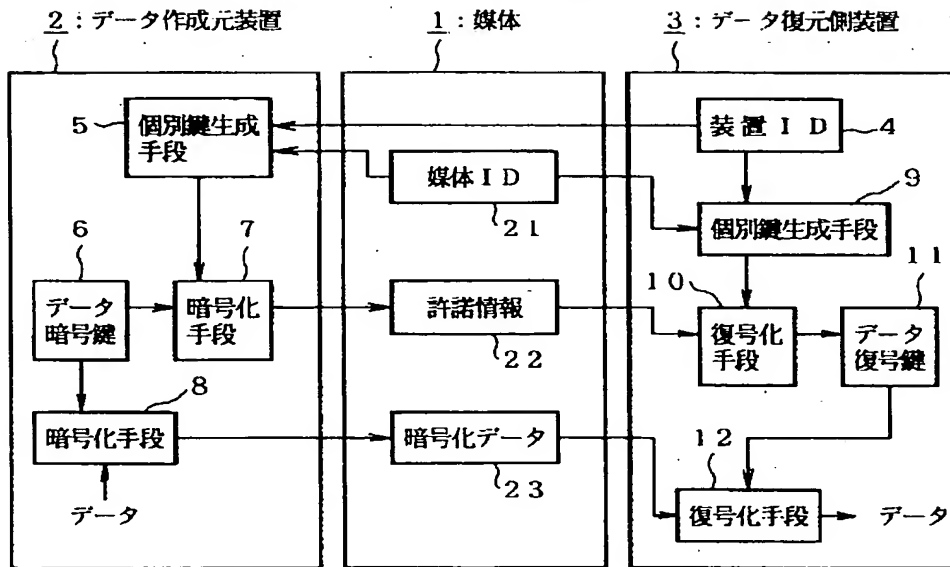 2：データ作成元装置
1：媒体
3：データ復元側装置
5
個別鍵生成
手段
装置ID
4
媒体ID
21
9
個別鍵生成手段
6
7
データ
暗号鍵
暗号化
手段
許諾情報
22
10
11
復号化
手段
データ
復号鍵
8
暗号化手段
暗号化データ
23
12
復号化手段
データ
データ